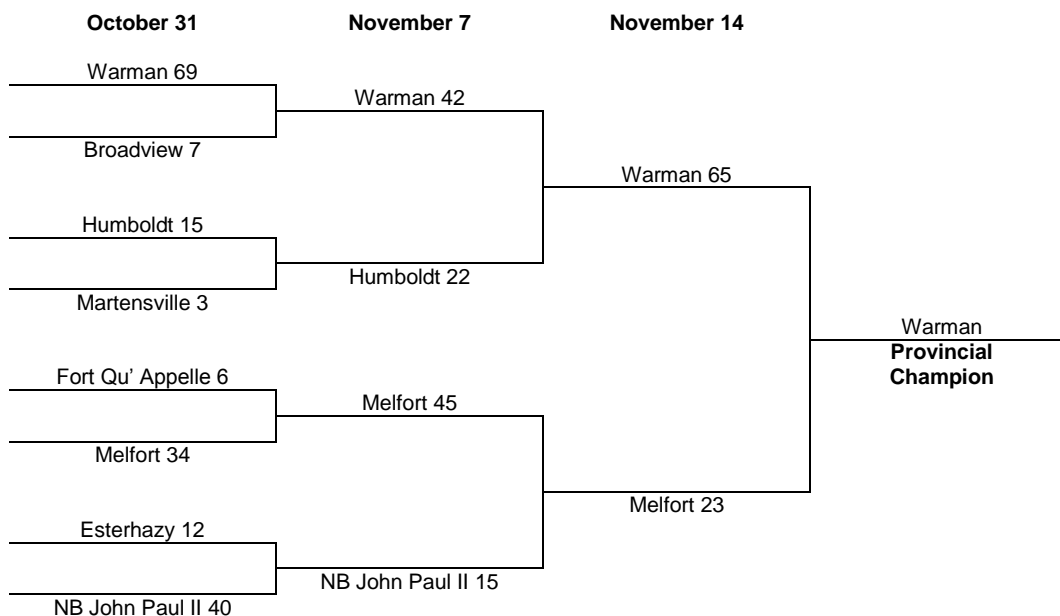 October 31 November 7 November 14
Warman 69
Warman 42
Broadview 7
Warman 65
Humboldt 15
Humboldt 22
Martensville 3
Warman
Provincial
Champion
Fort Qu' Appelle 6
Melfort 45
Melfort 34
Melfort 23
Esterhazy 12
NB John Paul II 15
NB John Paul II 40